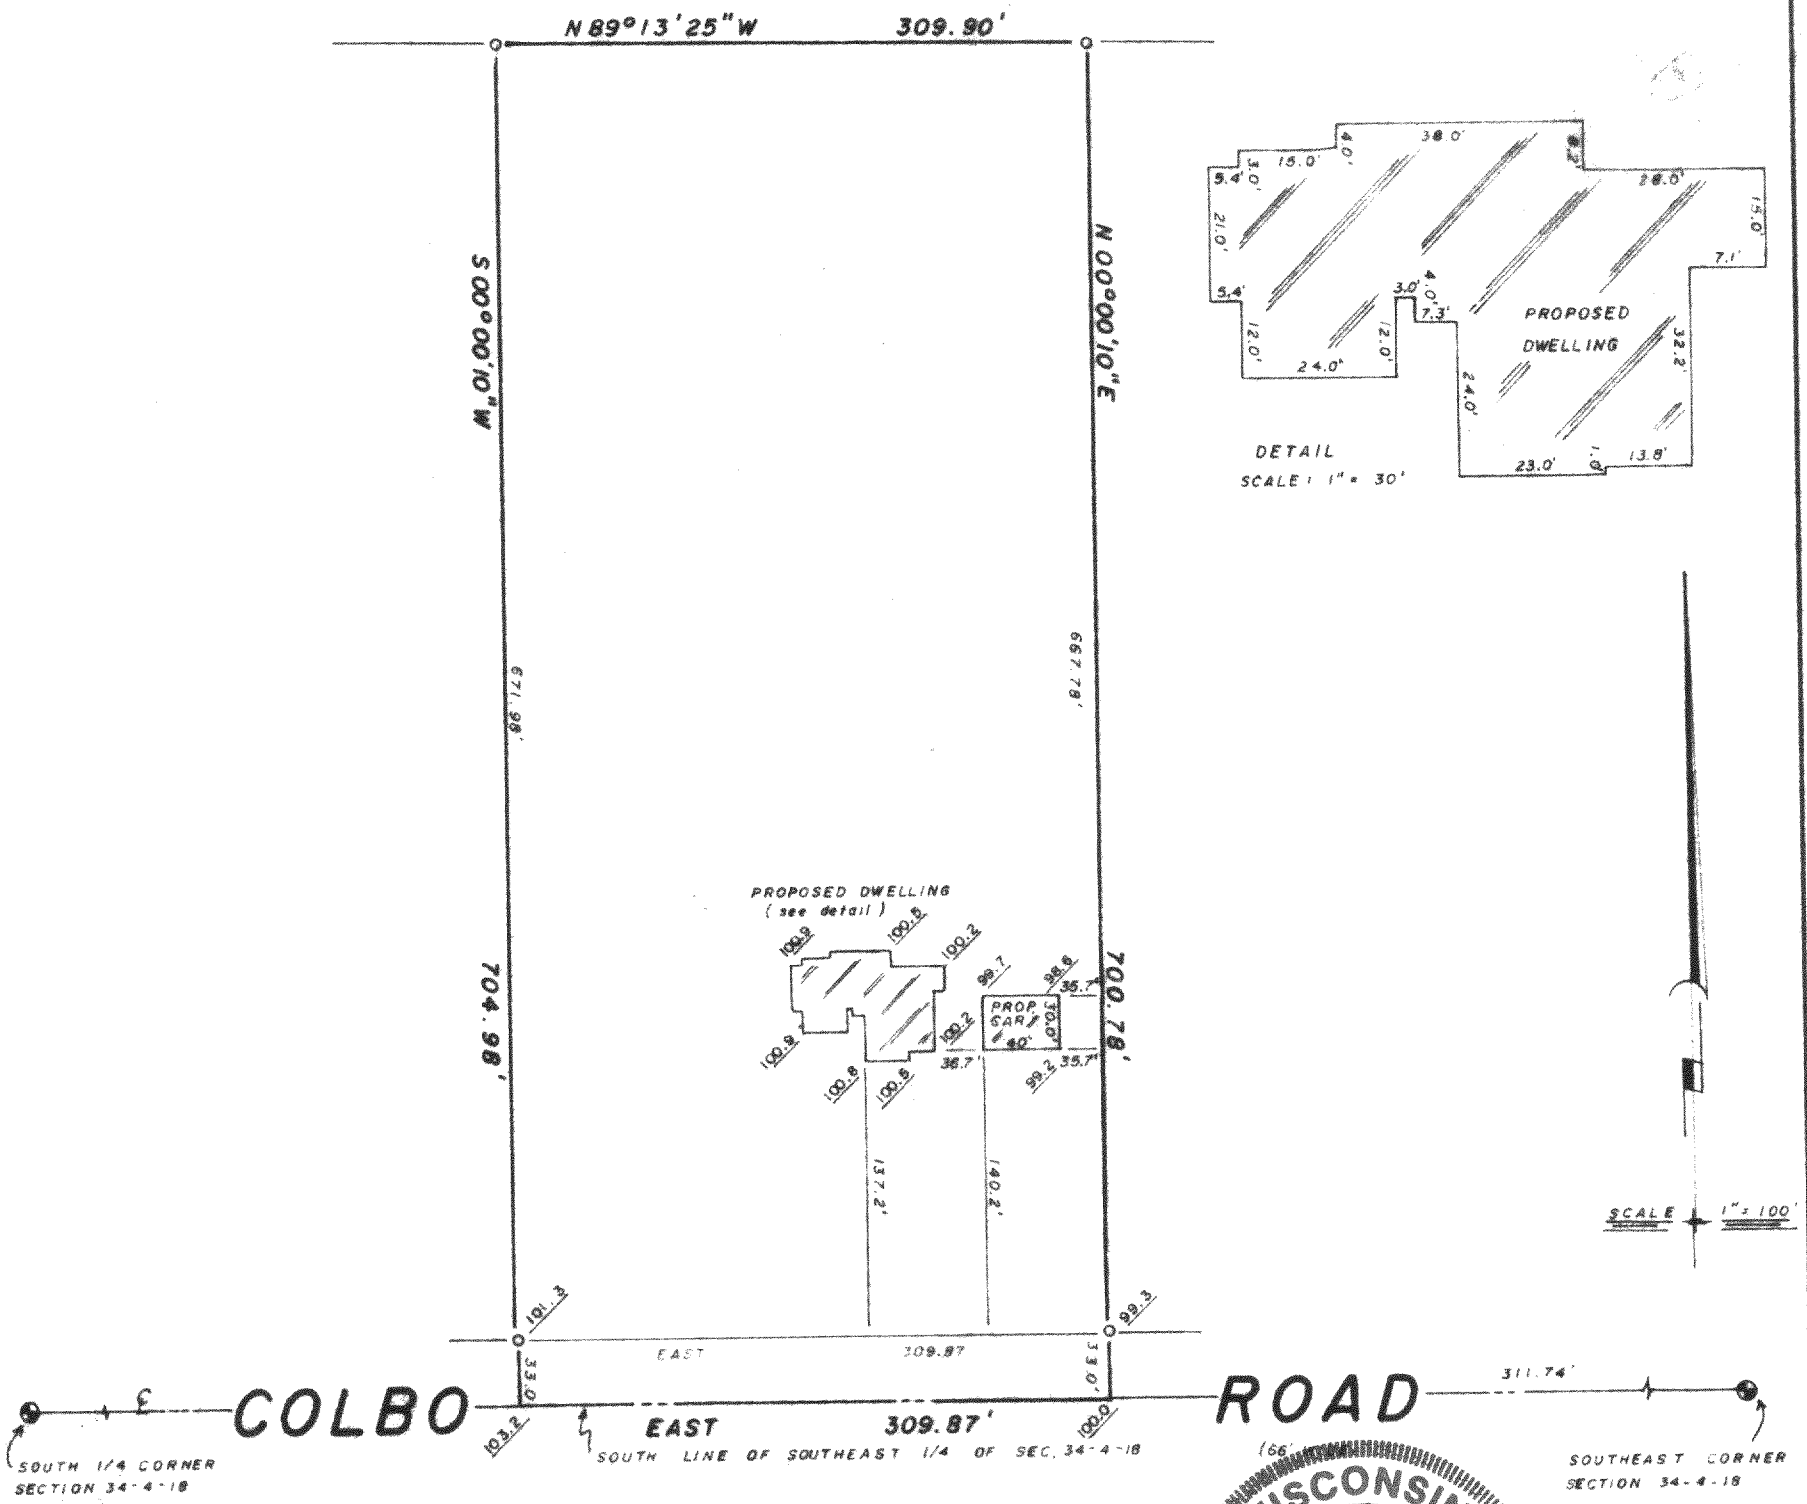 N 89° 13' 25" W 309.90'
S 00° 00' 10" W
N 00° 00' 10" E
671.98'
667.78'
704.98'
700.78'
5.4'
3.0'
15.0'
4.0'
38.0'
8.2'
15.0'
7.1'
21.0'
5.4'
12.0'
24.0'
12.0'
3.0'
4.0'
7.3'
24.0'
23.0'
1.0'
13.8'
32.2'
PROPOSED
DWELLING
DETAIL
SCALE: 1" = 30'
PROPOSED DWELLING
(see detail)
100.9
100.5
100.2
99.7
98.6
35.7'
PROP.
GAR.
30.0'
40'
100.2
36.7'
35.7'
99.2
100.9
100.8
100.5
137.2'
140.2'
SCALE 1" = 100'
101.3
99.3
EAST 309.87
33.0'
33.0'
COLBO ROAD
311.74'
103.2
EAST 309.87'
100.0
SOUTH LINE OF SOUTHEAST 1/4 OF SEC. 34-4-18
(66'
SOUTH 1/4 CORNER
SECTION 34-4-18
SOUTHEAST CORNER
SECTION 34-4-18
WISCONSIN